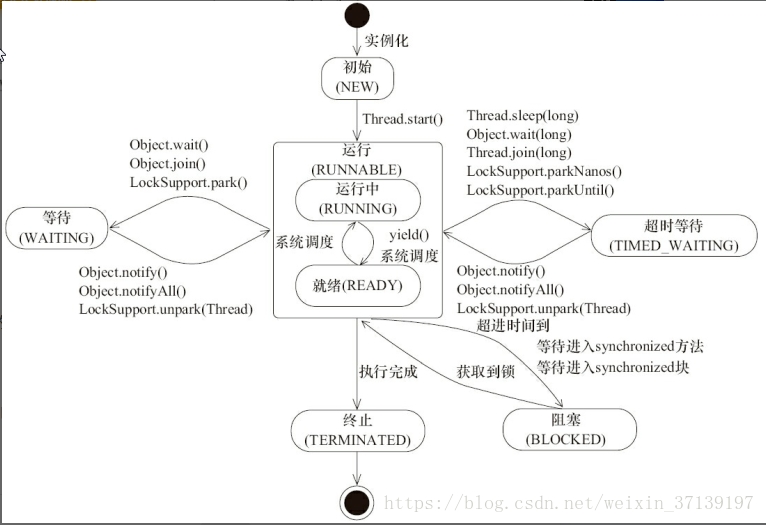 实例化
初始
(NEW)
Thread.start()
Object.wait()
Object.join()
LockSupport.park()
Thread.sleep(long)
Object.wait(long)
Thread.join(long)
LockSupport.parkNanos()
LockSupport.parkUntil()
运行
(RUNNABLE)
运行中
(RUNNING)
等待
(WAITING)
超时等待
(TIMED_WAITING)
系统调度
yield()
系统调度
就绪(READY)
Object.notify()
Object.notifyAll()
LockSupport.unpark(Thread)
Object.notify()
Object.notifyAll()
LockSupport.unpark(Thread)
超进时间到
等待进入synchronized方法
等待进入synchronized块
执行完成
获取到锁
终止
(TERMINATED)
阻塞
(BLOCKED)
https://blog.csdn.net/weixin_37139197